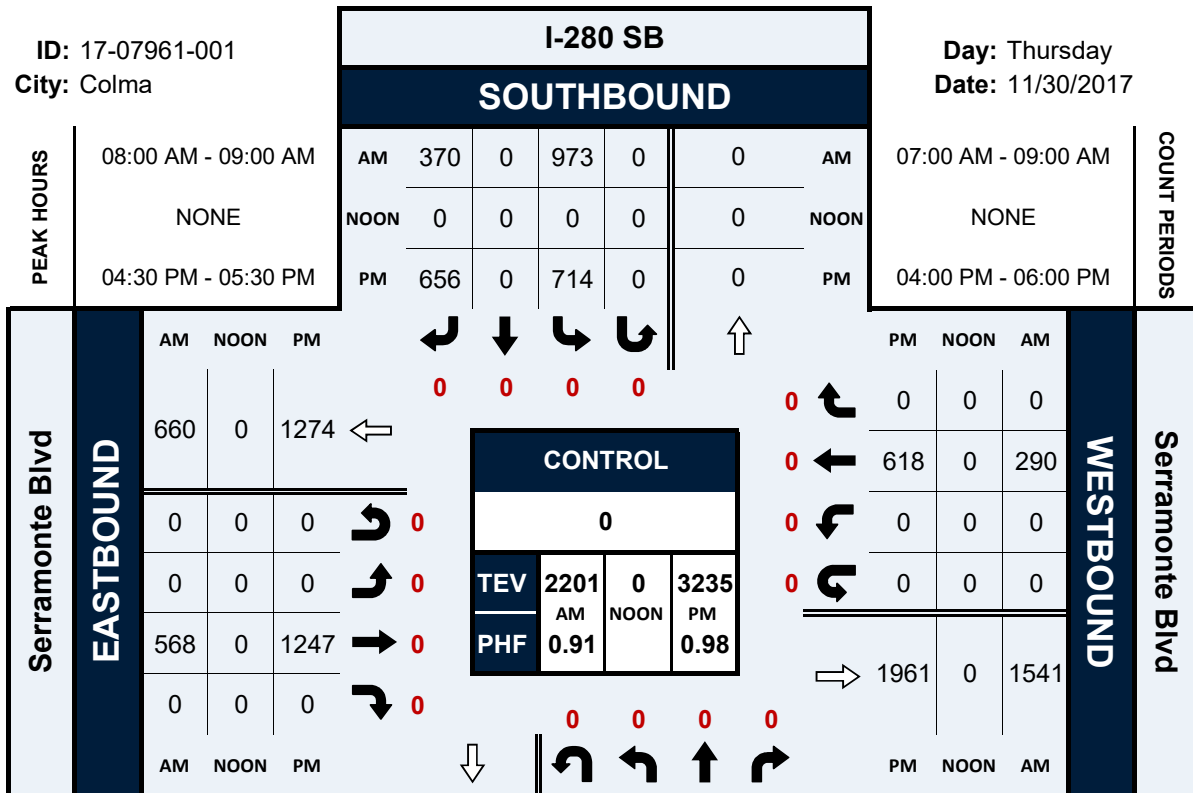 I-280 SB
ID: 17-07961-001
City: Colma
Day: Thursday
Date: 11/30/2017
SOUTHBOUND
PEAK HOURS
08:00 AM - 09:00 AM
NONE
04:30 PM - 05:30 PM
AM 370 0 973 0 0 AM
NOON 0 0 0 0 0 NOON
PM 656 0 714 0 0 PM
07:00 AM - 09:00 AM
NONE
04:00 PM - 06:00 PM
COUNT PERIODS
0 0 0 0
Serramonte Blvd
EASTBOUND
AM NOON PM
660 0 1274
0 0 0 0
0 0 0 0
568 0 1247 0
0 0 0 0
AM NOON PM
CONTROL
0
TEV 2201 0 3235
AM NOON PM
PHF 0.91 0.98
PM NOON AM
0 0 0 0
0 618 0 290
0 0 0 0
0 0 0 0
1961 0 1541
PM NOON AM
WESTBOUND
Serramonte Blvd
0 0 0 0